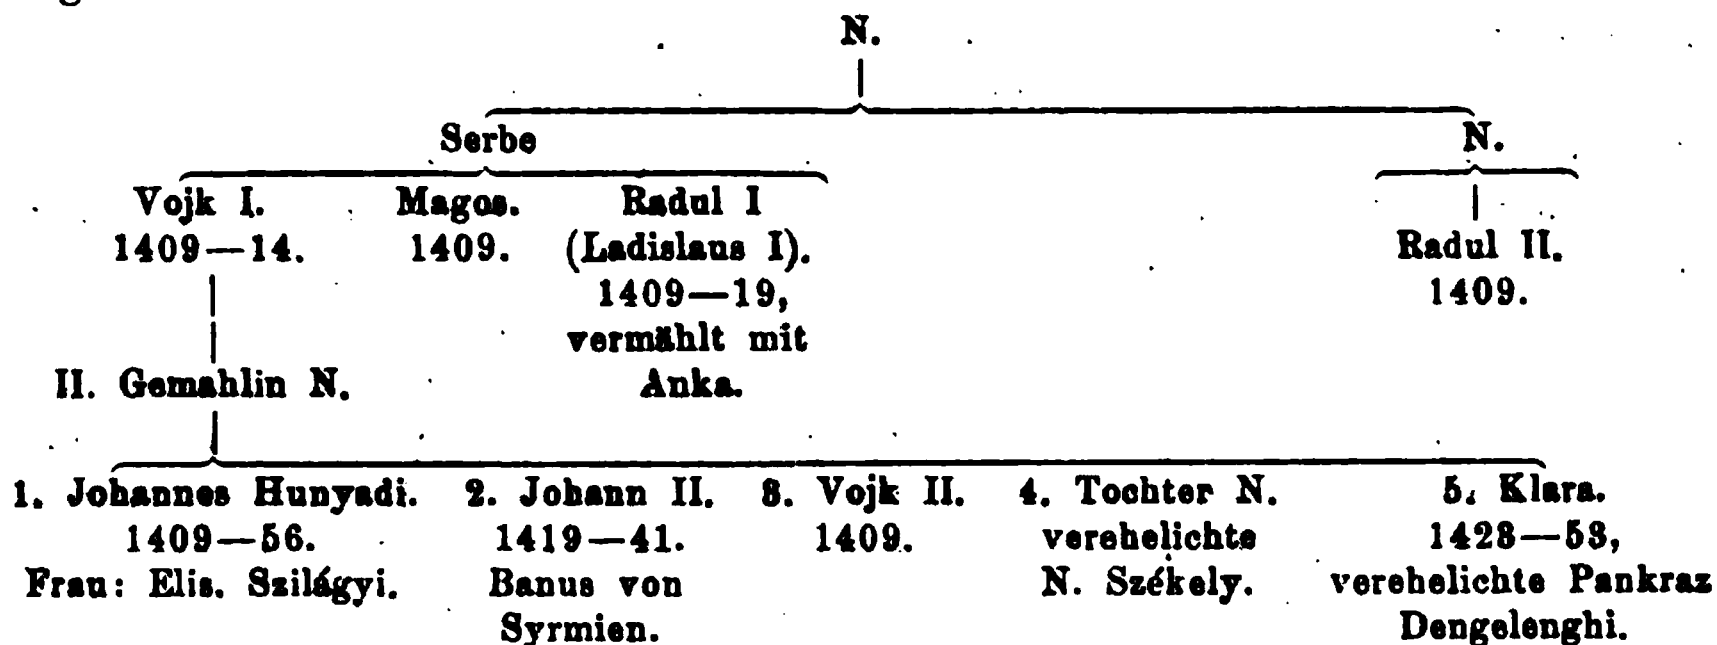 N.
Serbe N.
Vojk I. Magos. Radul I
1409—14. 1409. (Ladislaus I). Radul II.
1409—19, 1409.
vermählt mit
II. Gemahlin N. Anka.
1. Johannes Hunyadi. 2. Johann II. 3. Vojk II. 4. Tochter N. 5. Klara.
1409—56. 1419—41. 1409. verehelichte 1428—53,
Frau: Elis. Szilágyi. Banus von N. Székely. verehelichte Pankraz
Syrmien. Dengelenghi.